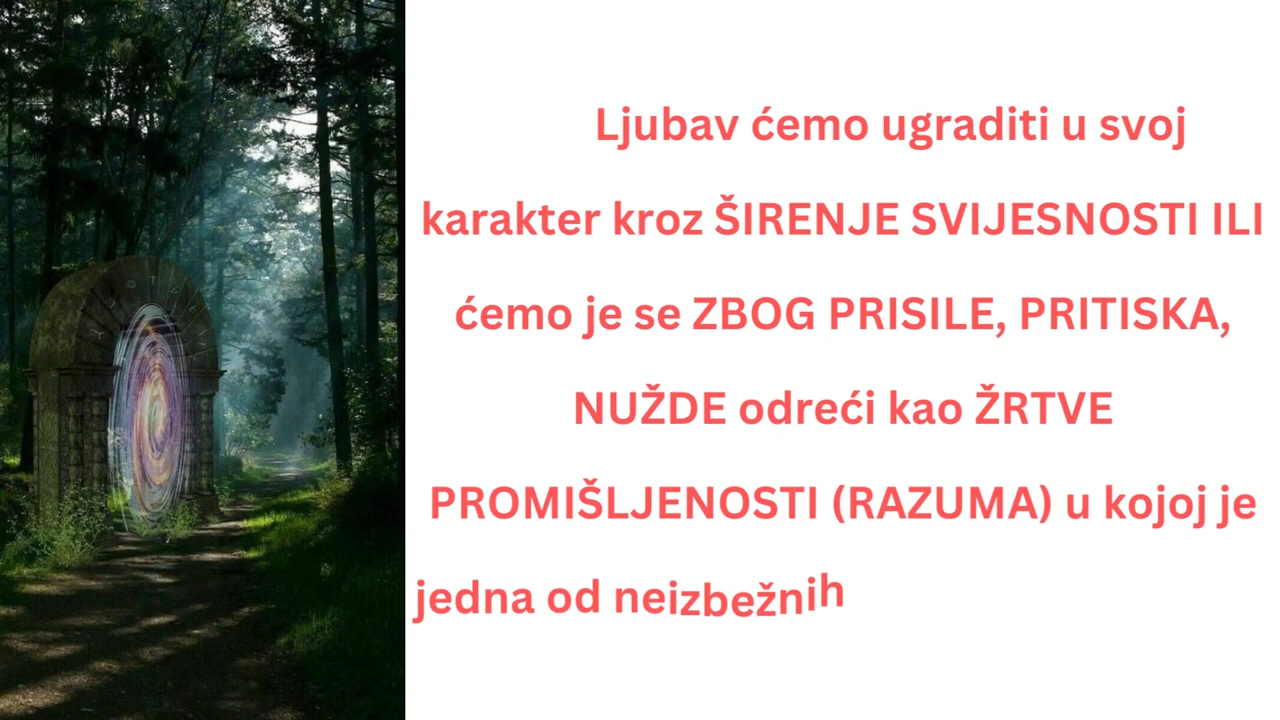 Ljubav ćemo ugraditi u svoj
karakter kroz ŠIRENJE SVIJESNOSTI ILI
ćemo je se ZBOG PRISILE, PRITISKA,
NUŽDE odreći kao ŽRTVE
PROMIŠLJENOSTI (RAZUMA) u kojoj je
jedna od neizbežnih